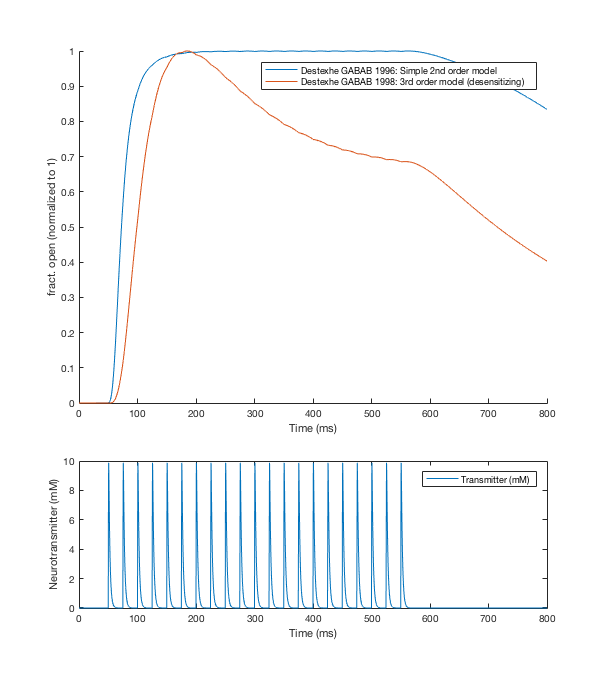 1
0.9
0.8
0.7
0.6
0.5
0.4
0.3
0.2
0.1
0
fract. open (normalized to 1)
Destexhe GABAB 1996: Simple 2nd order model
Destexhe GABAB 1998: 3rd order model (desensitizing)
0 100 200 300 400 500 600 700 800
Time (ms)
10
8
6
4
2
0
Neurotransmitter (mM)
Transmitter (mM)
0 100 200 300 400 500 600 700 800
Time (ms)